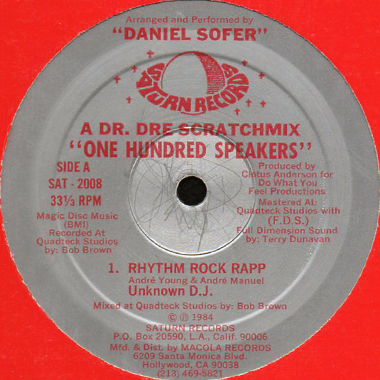 Arranged and Performed by
"DANIEL SOFER"
SATURN RECORDS
A DR. DRE SCRATCHMIX
"ONE HUNDRED SPEAKERS"
SIDE A
SAT - 2008
33⅓ RPM
Magic Disc Music
(BMI)
Recorded At
Quadteck Studios
by: Bob Brown
Produced by
Cletus Anderson for
Do What You
Feel Productions
Mastered At:
Quadteck Studios with
(F.D.S.)
Full Dimension Sound
by: Terry Dunavan
1. RHYTHM ROCK RAPP
André Young & André Manuel
Unknown D.J.
Mixed at Quadteck Studios by: Bob Brown
© ℗ 1984
SATURN RECORDS
P.O. BOX 20590, L.A., Calif. 90006
Mfd. & Dist. by MACOLA RECORDS
6209 Santa Monica Blvd.
Hollywood, CA 90038
(213) 469-5821